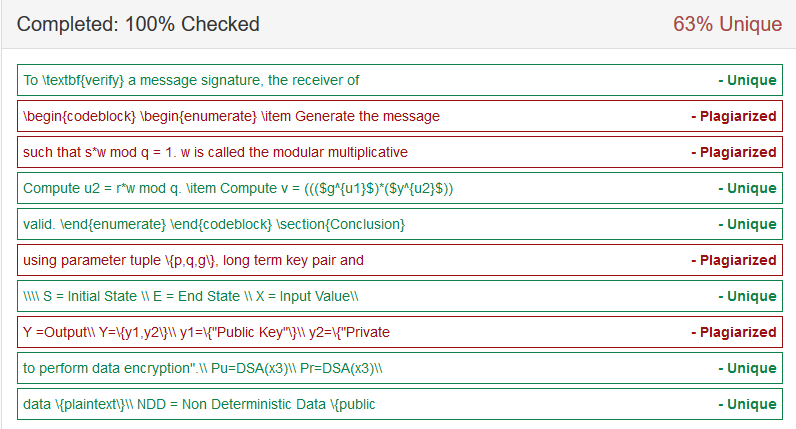 Completed: 100% Checked 63% Unique
To \textbf{verify} a message signature, the receiver of - Unique
\begin{codeblock} \begin{enumerate} \item Generate the message - Plagiarized
such that s*w mod q = 1. w is called the modular multiplicative - Plagiarized
Compute u2 = r*w mod q. \item Compute v = ((($g^{u1}$)*($y^{u2}$)) - Unique
valid. \end{enumerate} \end{codeblock} \section{Conclusion} - Unique
using parameter tuple \{p,q,g\}, long term key pair and - Plagiarized
\\\\ S = Initial State \\ E = End State \\ X = Input Value\\ - Unique
Y =Output\\ Y=\{y1,y2\}\\ y1=\{"Public Key"\}\\ y2=\{"Private - Plagiarized
to perform data encryption".\\ Pu=DSA(x3)\\ Pr=DSA(x3)\\ - Unique
data \{plaintext\}\\ NDD = Non Deterministic Data \{public - Unique